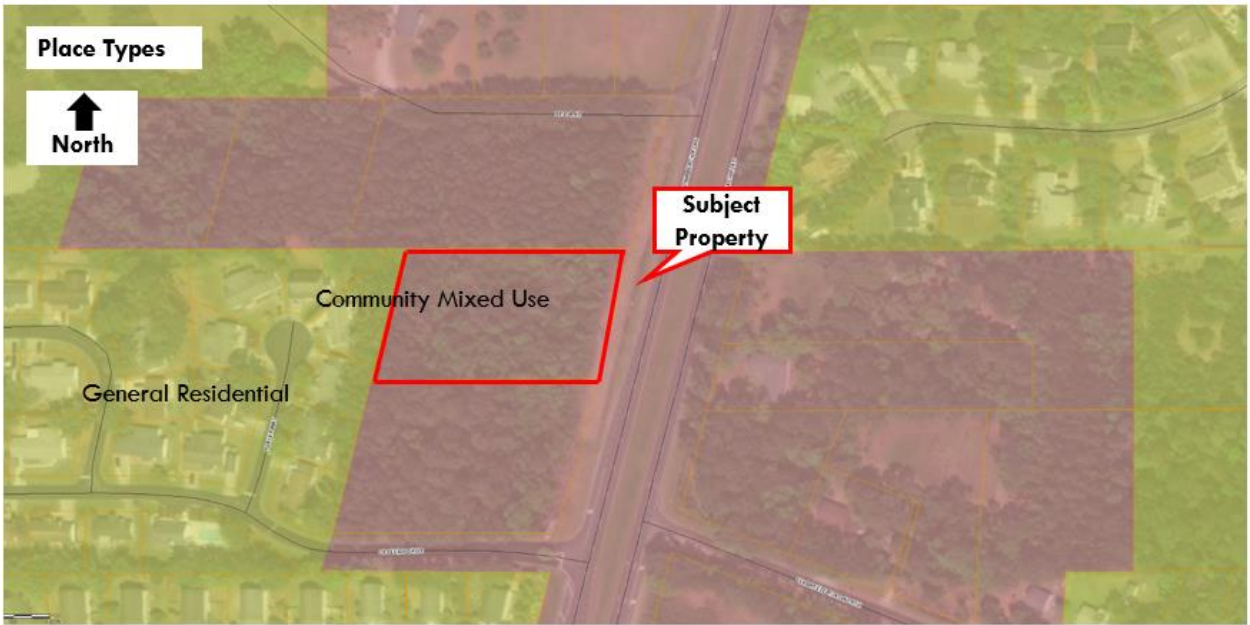 Place Types
North
Subject
Property
Community Mixed Use
General Residential